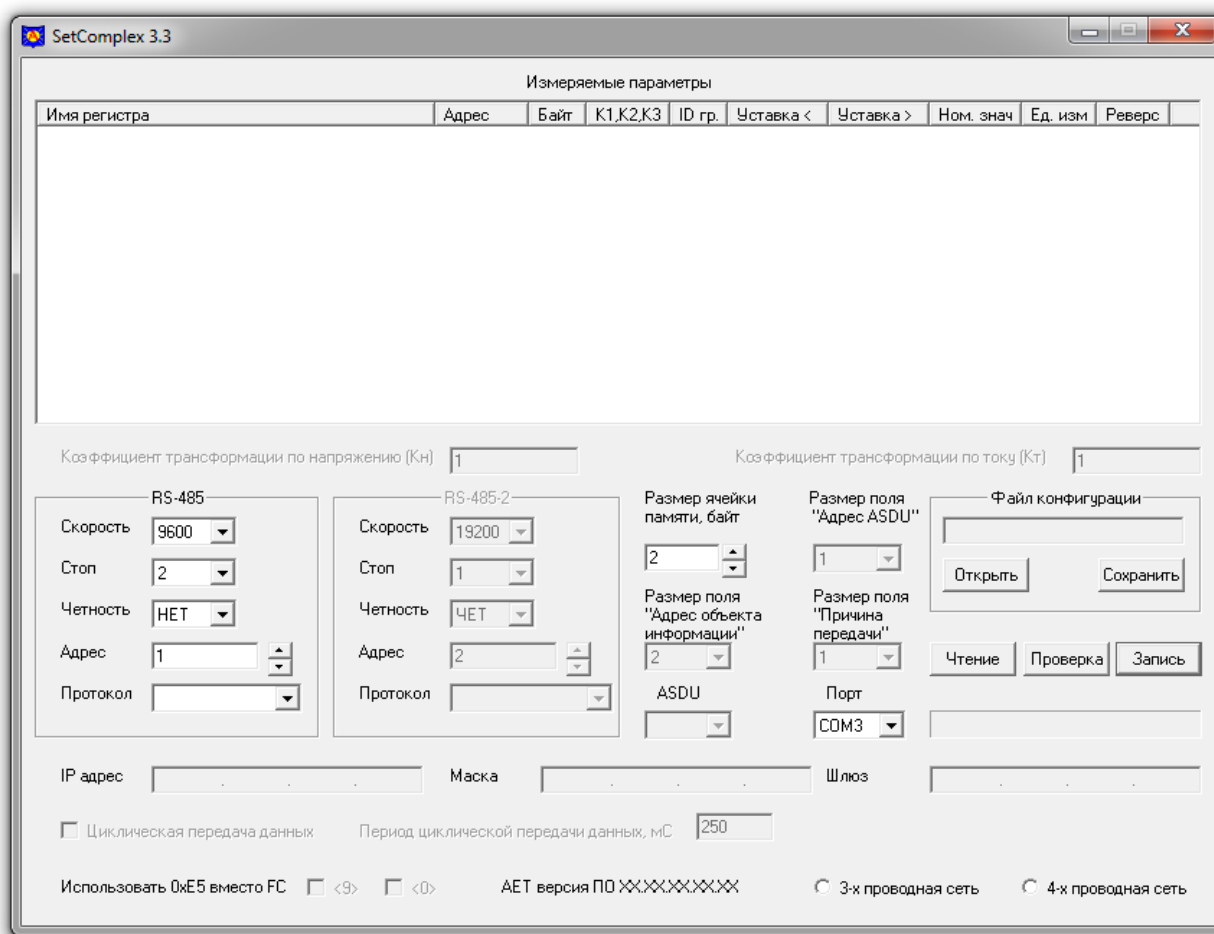 SetComplex 3.3
Измеряемые параметры
Имя регистра Адрес Байт K1,K2,K3 ID гр. Уставка < Уставка > Ном. знач Ед. изм Реверс
Коэффициент трансформации по напряжению (Кн) 1 Коэффициент трансформации по току (Кт) 1
RS-485
Скорость 9600
Стоп 2
Четность НЕТ
Адрес 1
Протокол
RS-485-2
Скорость 19200
Стоп 1
Четность ЧЕТ
Адрес 2
Протокол
Размер ячейки
памяти, байт
2
Размер поля
"Адрес объекта
информации"
2
ASDU
Размер поля
"Адрес ASDU"
1
Размер поля
"Причина
передачи"
1
Порт
COM3
Файл конфигурации
Открыть Сохранить
Чтение Проверка Запись
IP адрес . . . Маска . . . Шлюз . . .
Циклическая передача данных Период циклической передачи данных, мС 250
Использовать 0xE5 вместо FC <9> <0> АЕТ версия ПО XX.XX.XX.XX.XX 3-х проводная сеть 4-х проводная сеть